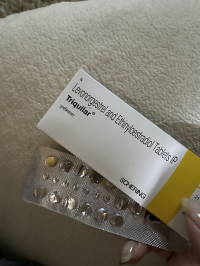 Levonorgestrel and Ethinylestradiol Tablets IP
Triquilar®
SCHERING